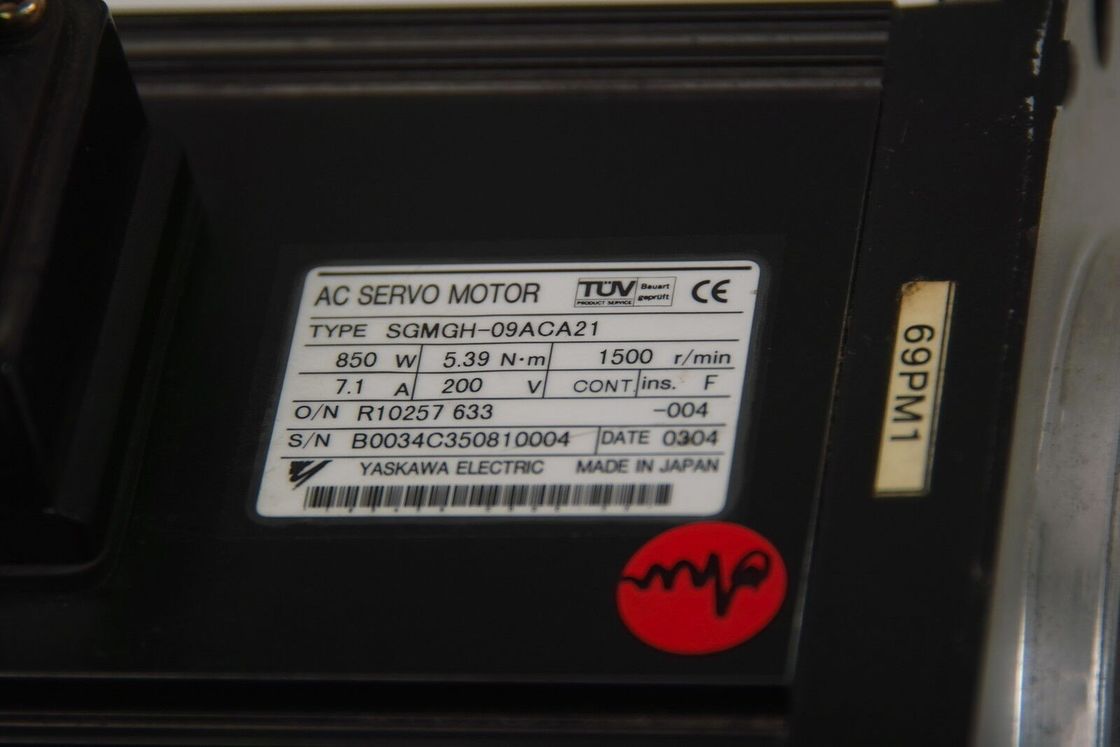 AC SERVO MOTOR TÜV PRODUCT SERVICE Bauart geprüft CE
TYPE SGMGH-09ACA21
850 W 5.39 N·m 1500 r/min
7.1 A 200 V CONT. ins. F
O/N R10257 633 -004
S/N B0034C350810004 DATE 0304
YASKAWA ELECTRIC MADE IN JAPAN
69PM1